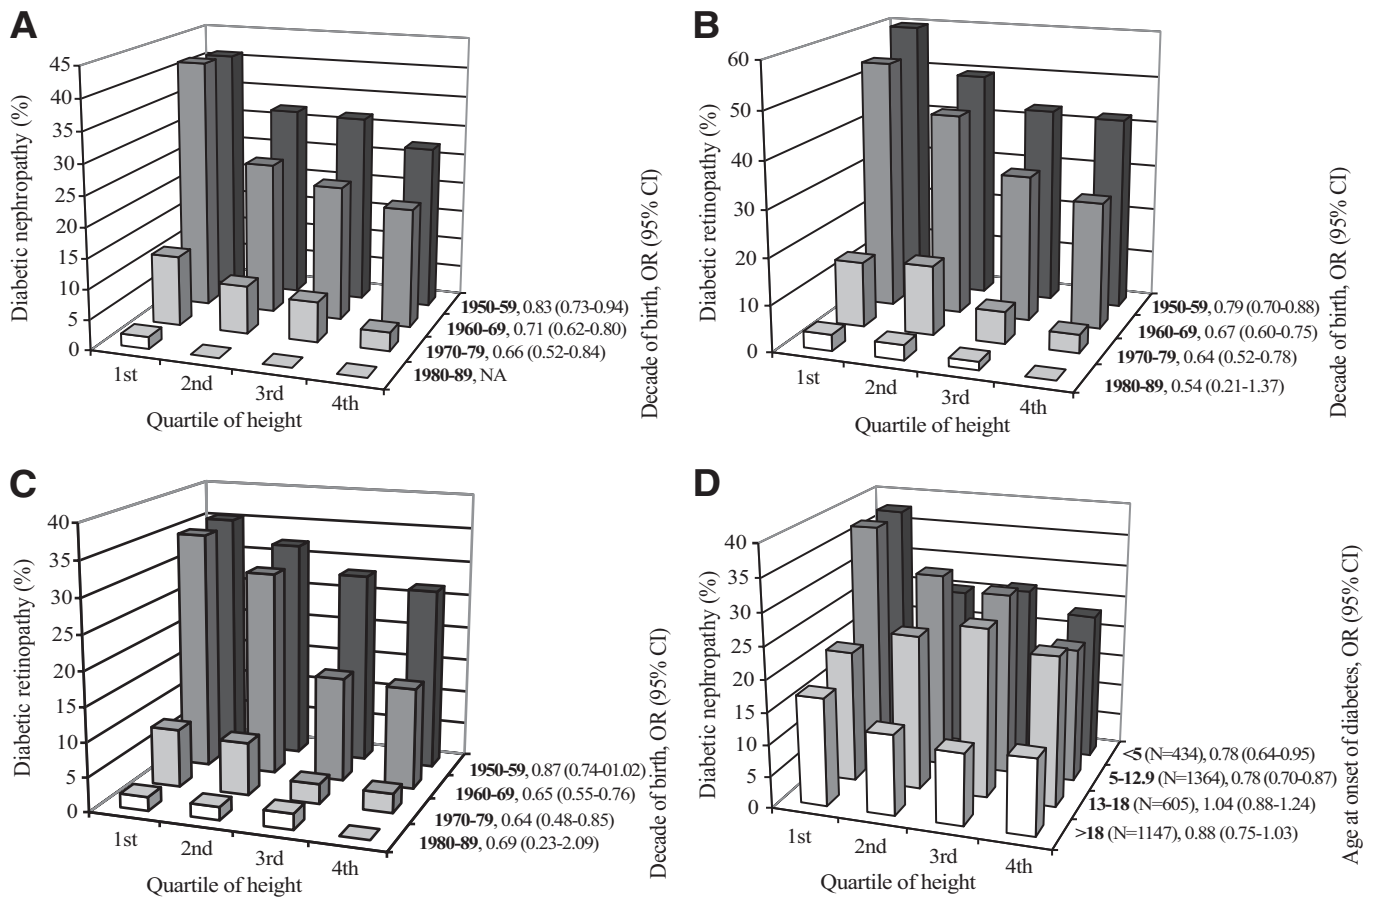 A
Diabetic nephropathy (%)
45
40
35
30
25
20
15
10
5
0
1st
2nd
3rd
4th
Quartile of height
1950-59, 0.83 (0.73-0.94)
1960-69, 0.71 (0.62-0.80)
1970-79, 0.66 (0.52-0.84)
1980-89, NA
Decade of birth, OR (95% CI)
B
Diabetic retinopathy (%)
60
50
40
30
20
10
0
1st
2nd
3rd
4th
Quartile of height
1950-59, 0.79 (0.70-0.88)
1960-69, 0.67 (0.60-0.75)
1970-79, 0.64 (0.52-0.78)
1980-89, 0.54 (0.21-1.37)
Decade of birth, OR (95% CI)
C
Diabetic retinopathy (%)
40
35
30
25
20
15
10
5
0
1st
2nd
3rd
4th
Quartile of height
1950-59, 0.87 (0.74-01.02)
1960-69, 0.65 (0.55-0.76)
1970-79, 0.64 (0.48-0.85)
1980-89, 0.69 (0.23-2.09)
Decade of birth, OR (95% CI)
D
Diabetic nephropathy (%)
40
35
30
25
20
15
10
5
0
1st
2nd
3rd
4th
Quartile of height
<5 (N=434), 0.78 (0.64-0.95)
5-12.9 (N=1364), 0.78 (0.70-0.87)
13-18 (N=605), 1.04 (0.88-1.24)
>18 (N=1147), 0.88 (0.75-1.03)
Age at onset of diabetes, OR (95% CI)